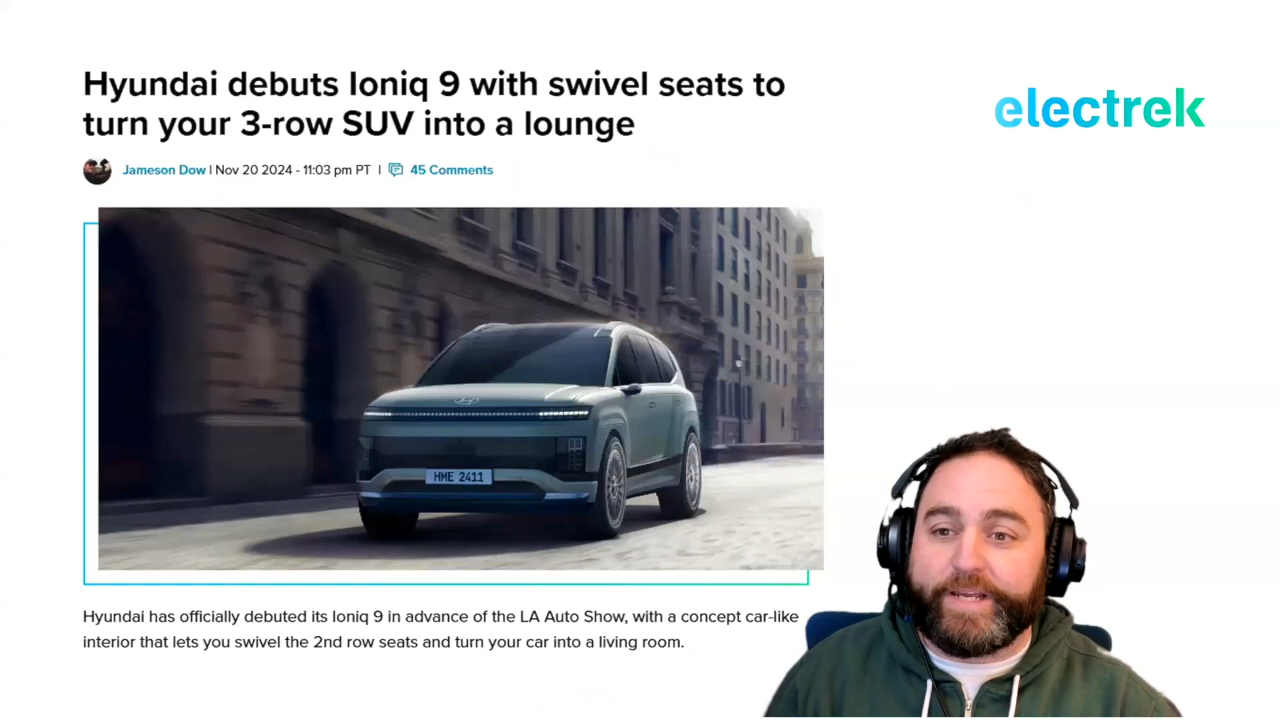 Hyundai debuts Ioniq 9 with swivel seats to
turn your 3-row SUV into a lounge
electrek
Jameson Dow | Nov 20 2024 - 11:03 pm PT | 45 Comments
HME 2411
Hyundai has officially debuted its Ioniq 9 in advance of the LA Auto Show, with a concept car-like
interior that lets you swivel the 2nd row seats and turn your car into a living room.